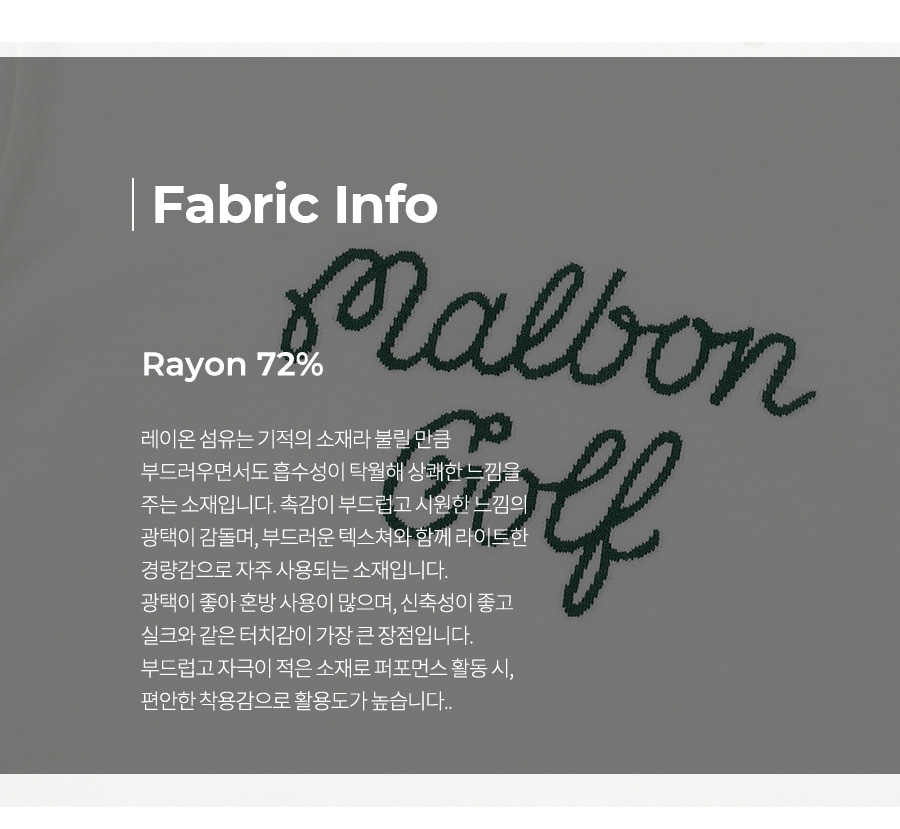 Fabric Info
Malbon
Golf
Rayon 72%
레이온 섬유는 기적의 소재라 불릴 만큼
부드러우면서도 흡수성이 탁월해 상쾌한 느낌을
주는 소재입니다. 촉감이 부드럽고 시원한 느낌의
광택이 감돌며, 부드러운 텍스쳐와 함께 라이트한
경량감으로 자주 사용되는 소재입니다.
광택이 좋아 혼방 사용이 많으며, 신축성이 좋고
실크와 같은 터치감이 가장 큰 장점입니다.
부드럽고 자극이 적은 소재로 퍼포먼스 활동 시,
편안한 착용감으로 활용도가 높습니다..